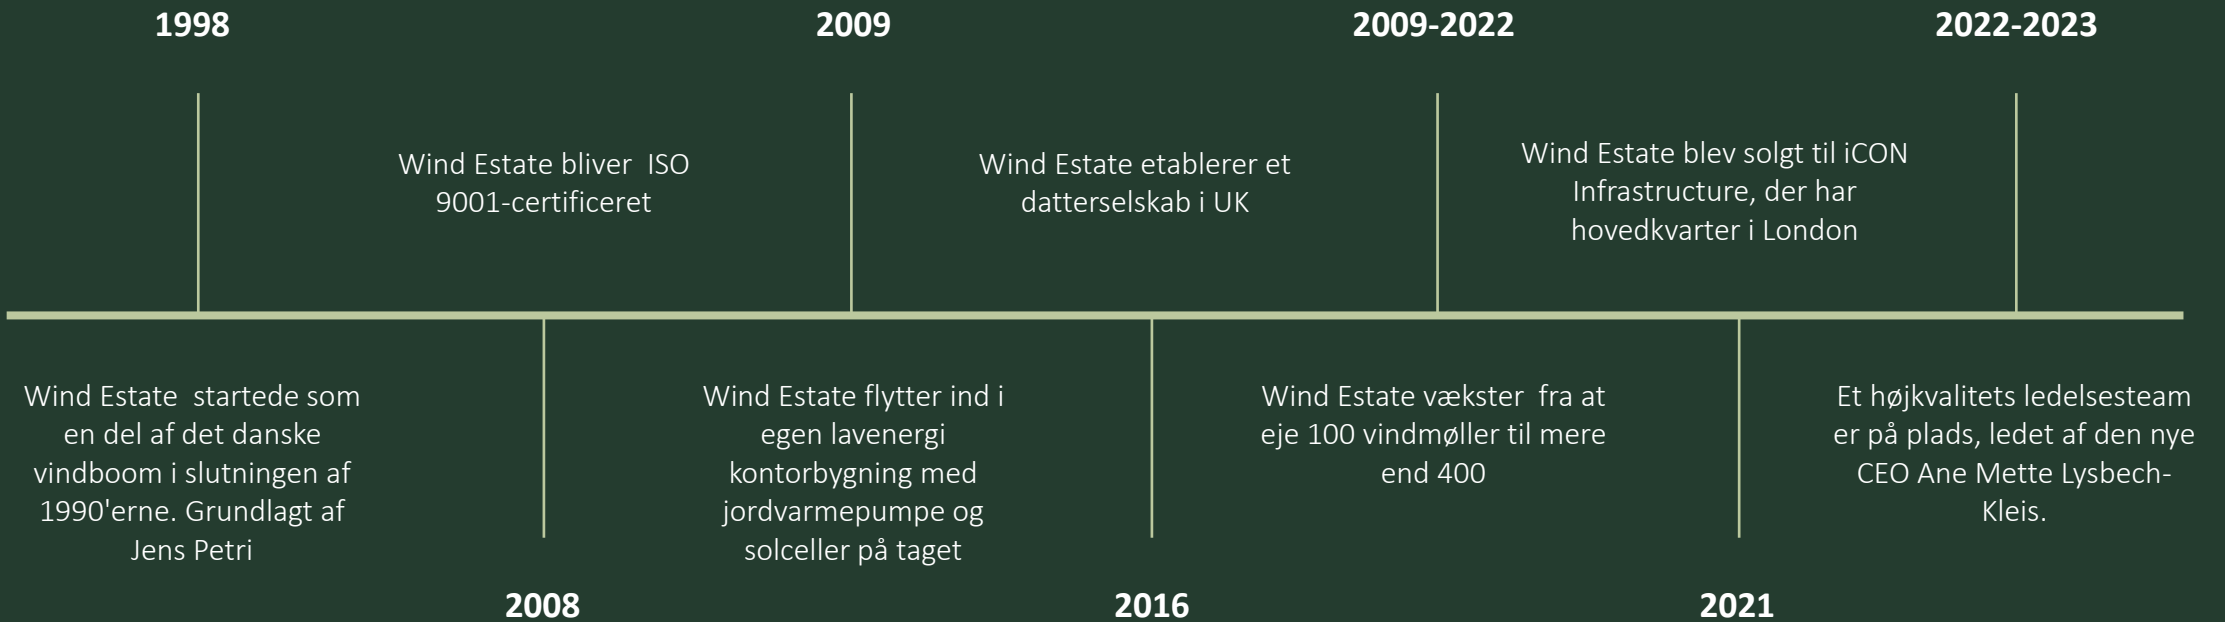 1998
Wind Estate  startede som
en del af det danske
vindboom i slutningen af
1990'erne. Grundlagt af
Jens Petri
Wind Estate bliver  ISO
9001-certificeret
2008
2009
Wind Estate flytter ind i
egen lavenergi
kontorbygning med
jordvarmepumpe og
solceller på taget
Wind Estate etablerer et
datterselskab i UK
2016
2009-2022
Wind Estate vækster  fra at
eje 100 vindmøller til mere
end 400
Wind Estate blev solgt til iCON
Infrastructure, der har
hovedkvarter i London
2021
2022-2023
Et højkvalitets ledelsesteam
er på plads, ledet af den nye
CEO Ane Mette Lysbech-
Kleis.